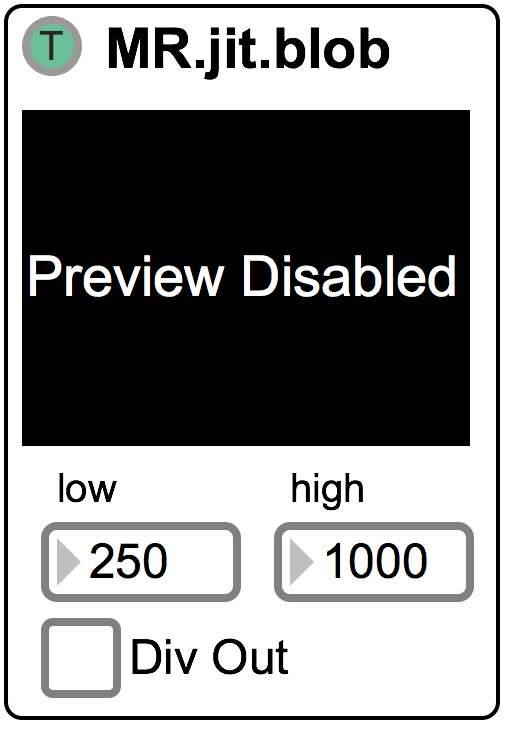 T MR.jit.blob
Preview Disabled
low high
250 1000
Div Out